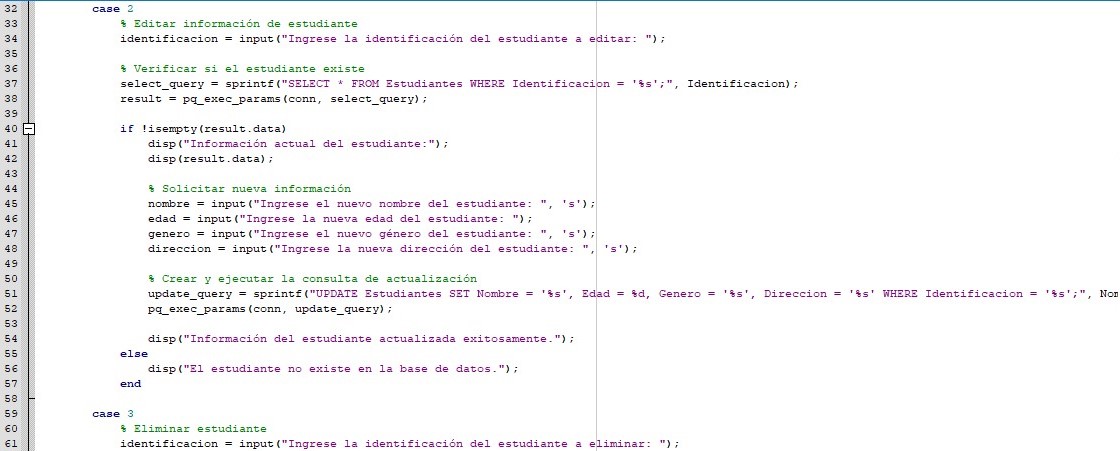 32 case 2
33 % Editar información de estudiante
34 identificacion = input("Ingrese la identificación del estudiante a editar: ");
35
36 % Verificar si el estudiante existe
37 select_query = sprintf("SELECT * FROM Estudiantes WHERE Identificacion = '%s';", Identificacion);
38 result = pq_exec_params(conn, select_query);
39
40 if !isempty(result.data)
41 disp("Información actual del estudiante:");
42 disp(result.data);
43
44 % Solicitar nueva información
45 nombre = input("Ingrese el nuevo nombre del estudiante: ", 's');
46 edad = input("Ingrese la nueva edad del estudiante: ");
47 genero = input("Ingrese el nuevo género del estudiante: ", 's');
48 direccion = input("Ingrese la nueva dirección del estudiante: ", 's');
49
50 % Crear y ejecutar la consulta de actualización
51 update_query = sprintf("UPDATE Estudiantes SET Nombre = '%s', Edad = %d, Genero = '%s', Direccion = '%s' WHERE Identificacion = '%s';", Nom
52 pq_exec_params(conn, update_query);
53
54 disp("Información del estudiante actualizada exitosamente.");
55 else
56 disp("El estudiante no existe en la base de datos.");
57 end
58
59 case 3
60 % Eliminar estudiante
61 identificacion = input("Ingrese la identificación del estudiante a eliminar: ");